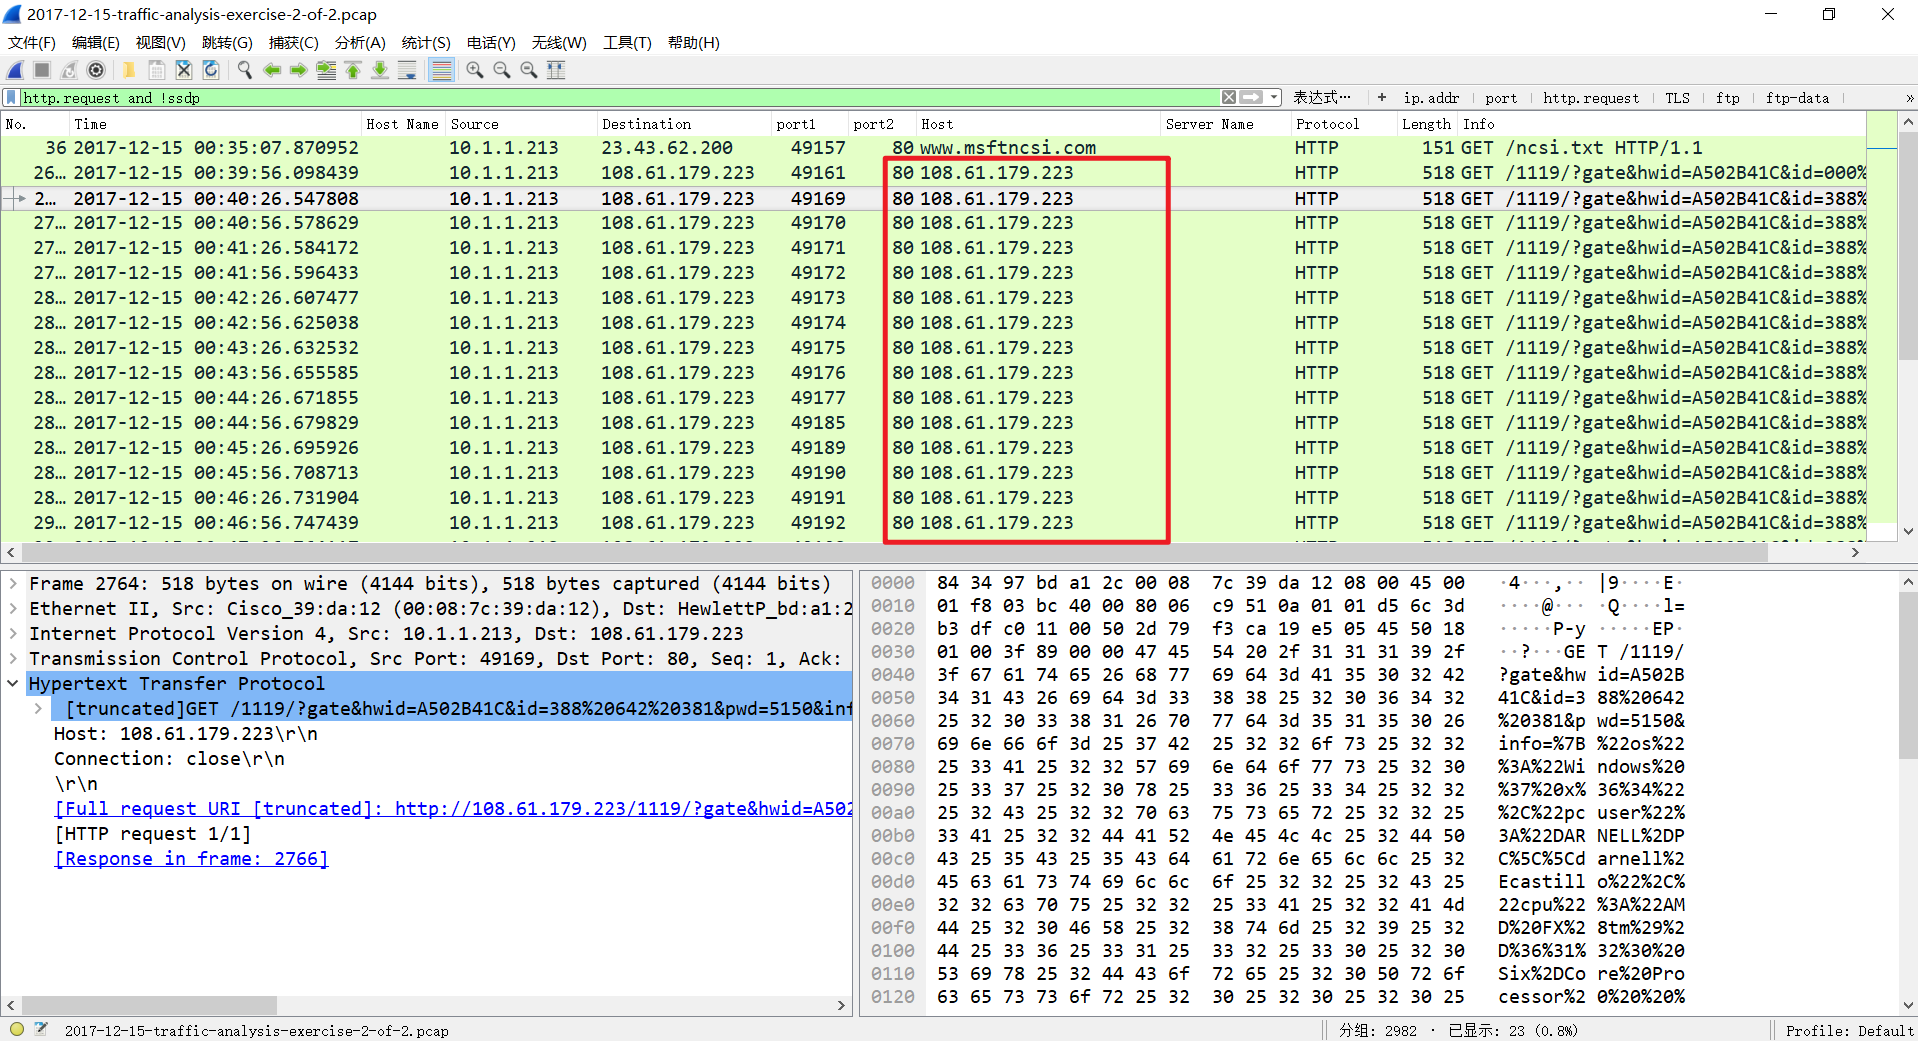 2017-12-15-traffic-analysis-exercise-2-of-2.pcap
文件(F) 编辑(E) 视图(V) 跳转(G) 捕获(C) 分析(A) 统计(S) 电话(Y) 无线(W) 工具(T) 帮助(H)
http.request and !ssdp 表达式… + ip.addr port http.request TLS ftp ftp-data »
No. Time Host Name Source Destination port1 port2 Host Server Name Protocol Length Info
36 2017-12-15 00:35:07.870952 10.1.1.213 23.43.62.200 49157 80 www.msftncsi.com HTTP 151 GET /ncsi.txt HTTP/1.1
26… 2017-12-15 00:39:56.098439 10.1.1.213 108.61.179.223 49161 80 108.61.179.223 HTTP 518 GET /1119/?gate&hwid=A502B41C&id=000%
2… 2017-12-15 00:40:26.547808 10.1.1.213 108.61.179.223 49169 80 108.61.179.223 HTTP 518 GET /1119/?gate&hwid=A502B41C&id=388%
27… 2017-12-15 00:40:56.578629 10.1.1.213 108.61.179.223 49170 80 108.61.179.223 HTTP 518 GET /1119/?gate&hwid=A502B41C&id=388%
27… 2017-12-15 00:41:26.584172 10.1.1.213 108.61.179.223 49171 80 108.61.179.223 HTTP 518 GET /1119/?gate&hwid=A502B41C&id=388%
27… 2017-12-15 00:41:56.596433 10.1.1.213 108.61.179.223 49172 80 108.61.179.223 HTTP 518 GET /1119/?gate&hwid=A502B41C&id=388%
28… 2017-12-15 00:42:26.607477 10.1.1.213 108.61.179.223 49173 80 108.61.179.223 HTTP 518 GET /1119/?gate&hwid=A502B41C&id=388%
28… 2017-12-15 00:42:56.625038 10.1.1.213 108.61.179.223 49174 80 108.61.179.223 HTTP 518 GET /1119/?gate&hwid=A502B41C&id=388%
28… 2017-12-15 00:43:26.632532 10.1.1.213 108.61.179.223 49175 80 108.61.179.223 HTTP 518 GET /1119/?gate&hwid=A502B41C&id=388%
28… 2017-12-15 00:43:56.655585 10.1.1.213 108.61.179.223 49176 80 108.61.179.223 HTTP 518 GET /1119/?gate&hwid=A502B41C&id=388%
28… 2017-12-15 00:44:26.671855 10.1.1.213 108.61.179.223 49177 80 108.61.179.223 HTTP 518 GET /1119/?gate&hwid=A502B41C&id=388%
28… 2017-12-15 00:44:56.679829 10.1.1.213 108.61.179.223 49185 80 108.61.179.223 HTTP 518 GET /1119/?gate&hwid=A502B41C&id=388%
28… 2017-12-15 00:45:26.695926 10.1.1.213 108.61.179.223 49189 80 108.61.179.223 HTTP 518 GET /1119/?gate&hwid=A502B41C&id=388%
28… 2017-12-15 00:45:56.708713 10.1.1.213 108.61.179.223 49190 80 108.61.179.223 HTTP 518 GET /1119/?gate&hwid=A502B41C&id=388%
28… 2017-12-15 00:46:26.731904 10.1.1.213 108.61.179.223 49191 80 108.61.179.223 HTTP 518 GET /1119/?gate&hwid=A502B41C&id=388%
29… 2017-12-15 00:46:56.747439 10.1.1.213 108.61.179.223 49192 80 108.61.179.223 HTTP 518 GET /1119/?gate&hwid=A502B41C&id=388%
Frame 2764: 518 bytes on wire (4144 bits), 518 bytes captured (4144 bits)
Ethernet II, Src: Cisco_39:da:12 (00:08:7c:39:da:12), Dst: HewlettP_bd:a1:2
Internet Protocol Version 4, Src: 10.1.1.213, Dst: 108.61.179.223
Transmission Control Protocol, Src Port: 49169, Dst Port: 80, Seq: 1, Ack:
Hypertext Transfer Protocol
[truncated]GET /1119/?gate&hwid=A502B41C&id=388%20642%20381&pwd=5150&inf
Host: 108.61.179.223\r\n
Connection: close\r\n
\r\n
[Full request URI [truncated]: http://108.61.179.223/1119/?gate&hwid=A502
[HTTP request 1/1]
[Response in frame: 2766]
0000 84 34 97 bd a1 2c 00 08 7c 39 da 12 08 00 45 00 ·4···,·· |9····E·
0010 01 f8 03 bc 40 00 80 06 c9 51 0a 01 01 d5 6c 3d ····@··· ·Q····l=
0020 b3 df c0 11 00 50 2d 79 f3 ca 19 e5 05 45 50 18 ·····P-y ·····EP·
0030 01 00 3f 89 00 00 47 45 54 20 2f 31 31 31 39 2f ··?···GE T /1119/
0040 3f 67 61 74 65 26 68 77 69 64 3d 41 35 30 32 42 ?gate&hw id=A502B
0050 34 31 43 26 69 64 3d 33 38 38 25 32 30 36 34 32 41C&id=3 88%20642
0060 25 32 30 33 38 31 26 70 77 64 3d 35 31 35 30 26 %20381&p wd=5150&
0070 69 6e 66 6f 3d 25 37 42 25 32 32 6f 73 25 32 32 info=%7B %22os%22
0080 25 33 41 25 32 32 57 69 6e 64 6f 77 73 25 32 30 %3A%22Wi ndows%20
0090 25 33 37 25 32 30 78 25 33 36 25 33 34 25 32 32 %37%20x% 36%34%22
00a0 25 32 43 25 32 32 70 63 75 73 65 72 25 32 32 25 %2C%22pc user%22%
00b0 33 41 25 32 32 44 41 52 4e 45 4c 4c 25 32 44 50 3A%22DAR NELL%2DP
00c0 43 25 35 43 25 35 43 64 61 72 6e 65 6c 6c 25 32 C%5C%5Cd arnell%2
00d0 45 63 61 73 74 69 6c 6c 6f 25 32 32 25 32 43 25 Ecastill o%22%2C%
00e0 32 32 63 70 75 25 32 32 25 33 41 25 32 32 41 4d 22cpu%22 %3A%22AM
00f0 44 25 32 30 46 58 25 32 38 74 6d 25 32 39 25 32 D%20FX%2 8tm%29%2
0100 44 25 33 36 25 33 31 25 33 32 25 33 30 25 32 30 D%36%31% 32%30%20
0110 53 69 78 25 32 44 43 6f 72 65 25 32 30 50 72 6f Six%2DCo re%20Pro
0120 63 65 73 73 6f 72 25 32 30 25 32 30 25 32 30 25 cessor%2 0%20%20%
2017-12-15-traffic-analysis-exercise-2-of-2.pcap 分组: 2982 · 已显示: 23 (0.8%) Profile: Default